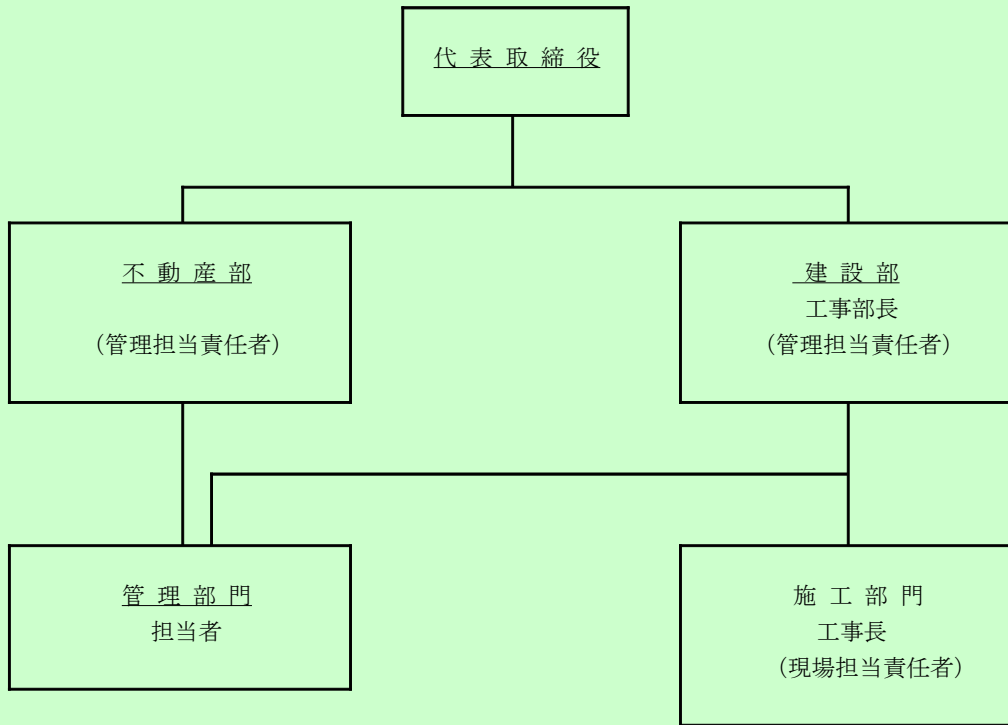 代 表 取 締 役
不 動 産 部
（管理担当責任者）
建 設 部
工事部長
（管理担当責任者）
管 理 部 門
担当者
施 工 部 門
工事長
（現場担当責任者）